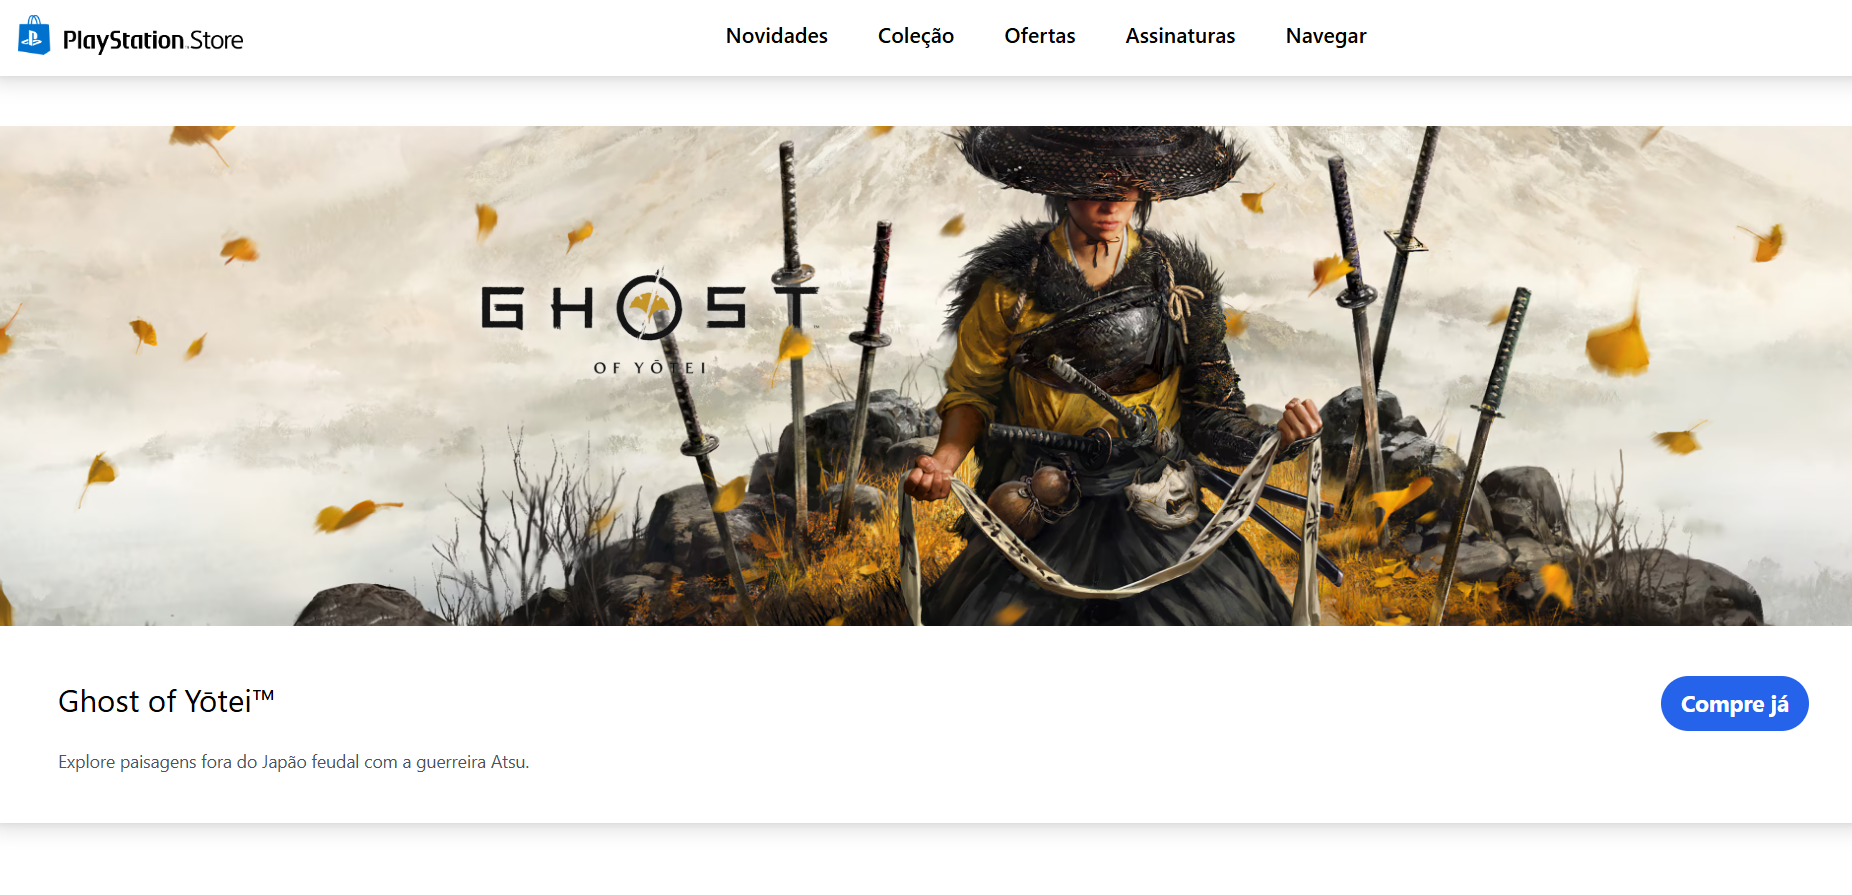 PlayStation.Store
Novidades Coleção Ofertas Assinaturas Navegar
GHOST
OF YŌTEI
Ghost of Yōtei™
Compre já
Explore paisagens fora do Japão feudal com a guerreira Atsu.